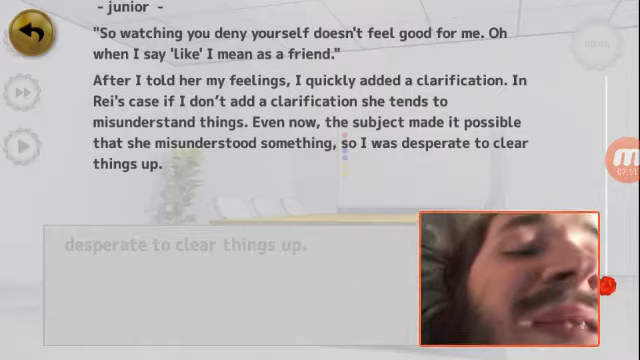 - junior -
"So watching you deny yourself doesn't feel good for me. Oh
when I say 'like' I mean as a friend."
After I told her my feelings, I quickly added a clarification. In
Rei's case if I don’t add a clarification she tends to
misunderstand things. Even now, the subject made it possible
that she misunderstood something, so I was desperate to clear
things up.
desperate to clear things up.